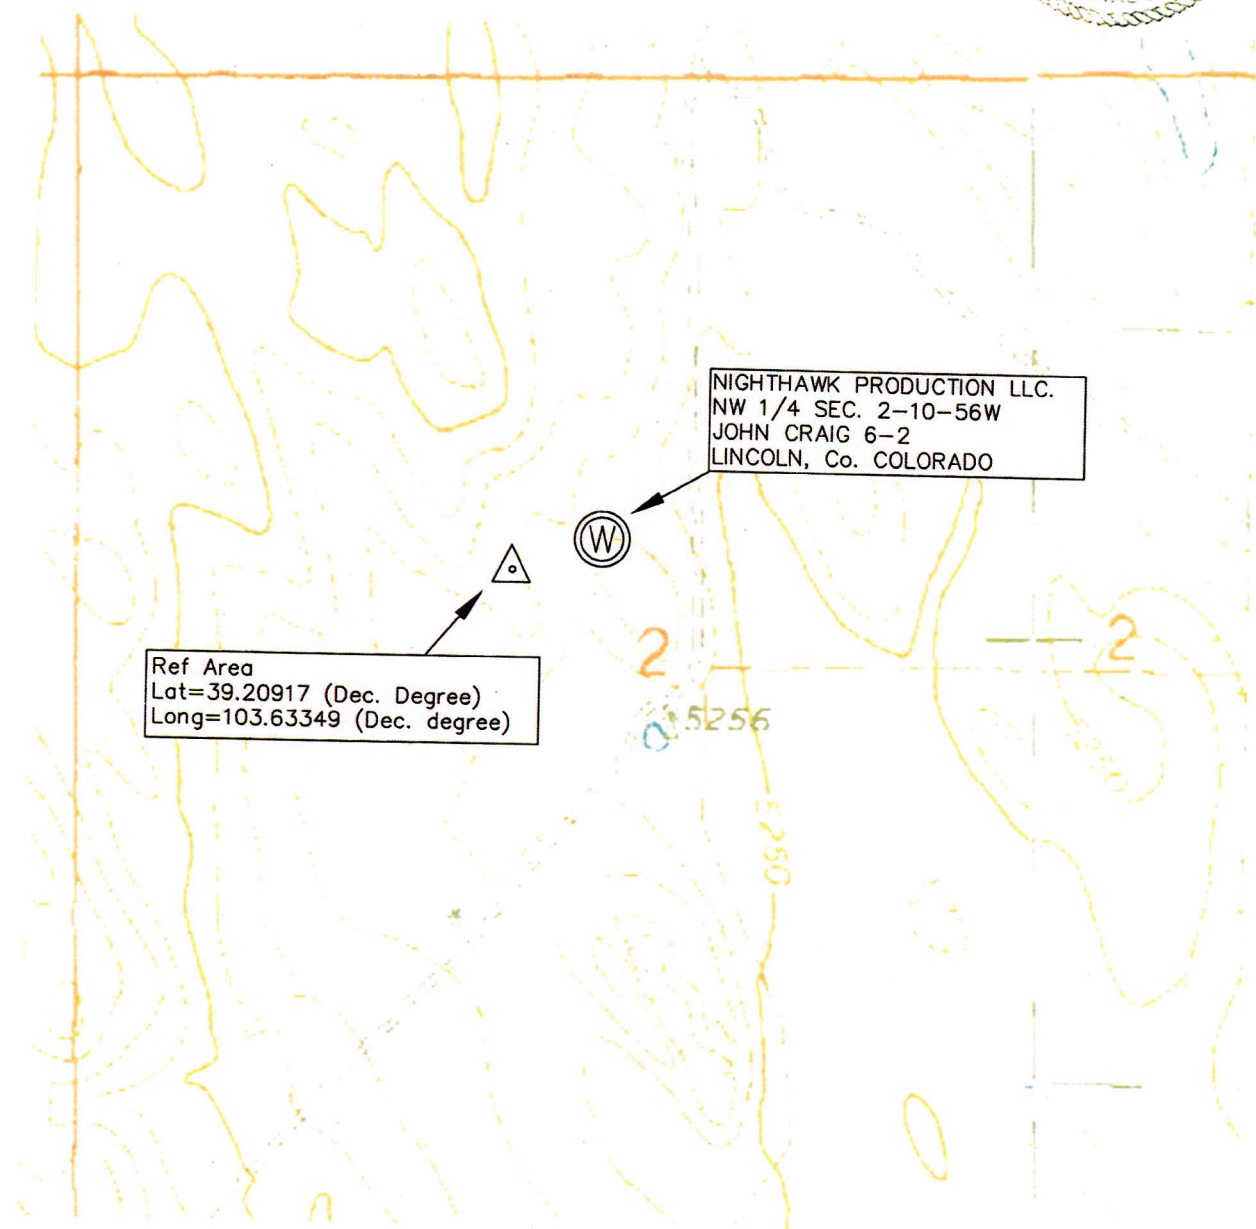 NIGHTHAWK PRODUCTION LLC.
NW 1/4 SEC. 2-10-56W
JOHN CRAIG 6-2
LINCOLN, Co. COLORADO
W
Ref Area
Lat=39.20917 (Dec. Degree)
Long=103.63349 (Dec. degree)
2
2
5256
5250